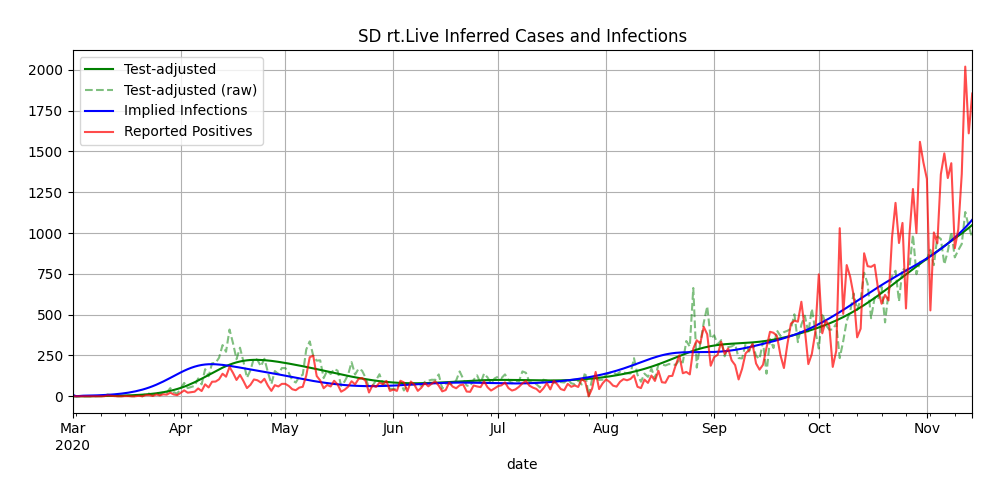 SD rt.Live Inferred Cases and Infections
Test-adjusted
Test-adjusted (raw)
Implied Infections
Reported Positives
2000
1750
1500
1250
1000
750
500
250
0
Mar Apr May Jun Jul Aug Sep Oct Nov
2020
date